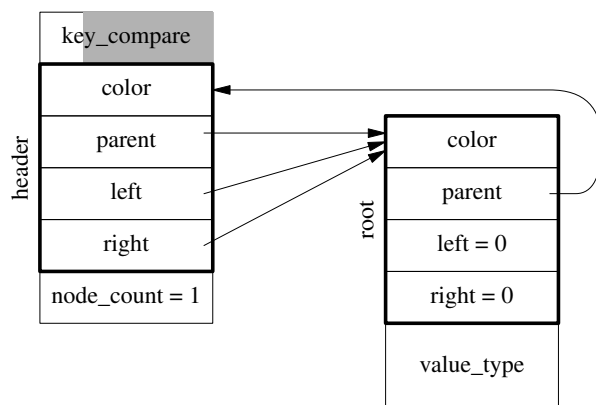 key_compare
header
color
parent
left
right
node_count = 1
root
color
parent
left = 0
right = 0
value_type